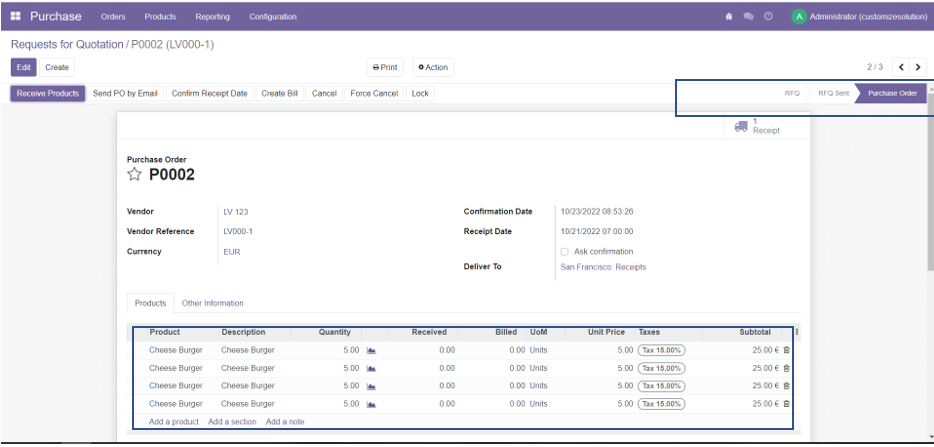 Purchase Orders Products Reporting Configuration A Administrator (customizesolution)
Requests for Quotation / P0002 (LV000-1)
Edit Create Print Action 2 / 3
Receive Products Send PO by Email Confirm Receipt Date Create Bill Cancel Force Cancel Lock RFQ RFQ Sent Purchase Order
1
Receipt
Purchase Order
P0002
Vendor LV 123 Confirmation Date 10/23/2022 08:53:26
Vendor Reference LV000-1 Receipt Date 10/21/2022 07:00:00
Currency EUR Ask confirmation
Deliver To San Francisco: Receipts
Products Other Information
Product Description Quantity Received Billed UoM Unit Price Taxes Subtotal
Cheese Burger Cheese Burger 5.00 0.00 0.00 Units 5.00 Tax 15.00% 25.00 €
Cheese Burger Cheese Burger 5.00 0.00 0.00 Units 5.00 Tax 15.00% 25.00 €
Cheese Burger Cheese Burger 5.00 0.00 0.00 Units 5.00 Tax 15.00% 25.00 €
Cheese Burger Cheese Burger 5.00 0.00 0.00 Units 5.00 Tax 15.00% 25.00 €
Add a product Add a section Add a note